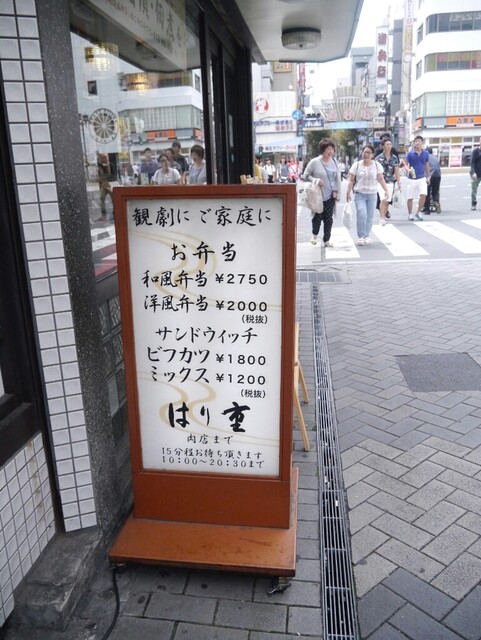 観劇にご家庭に
お弁当
和風弁当 ¥2750
洋風弁当 ¥2000
(税抜)
サンドウィッチ
ビフカツ ¥1800
ミックス ¥1200
(税抜)
はり重
肉店まで
15分程お待ち頂きます
10:00〜20:30まで